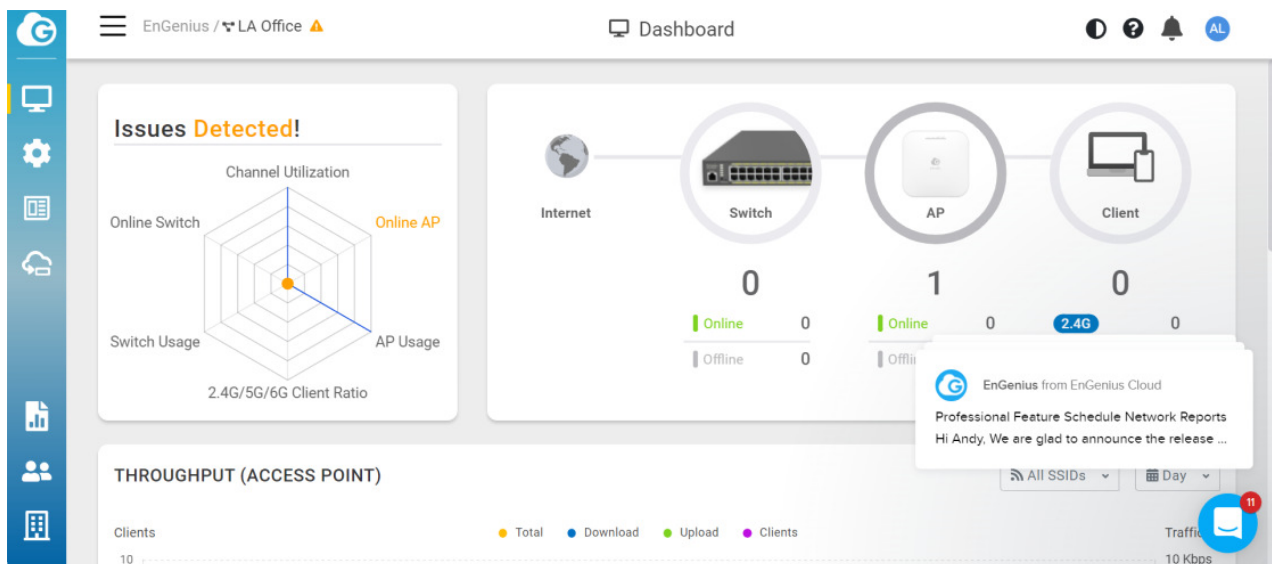 EnGenius / LA Office
Dashboard
AL
Issues Detected!
Channel Utilization
Online Switch
Online AP
Switch Usage
AP Usage
2.4G/5G/6G Client Ratio
Internet
Switch
AP
Client
0
1
0
Online 0
Online 0
2.4G 0
Offline 0
EnGenius from EnGenius Cloud
Professional Feature Schedule Network Reports
Hi Andy, We are glad to announce the release ...
THROUGHPUT (ACCESS POINT)
All SSIDs
Day
11
Clients
Total
Download
Upload
Clients
10
10 Kbps